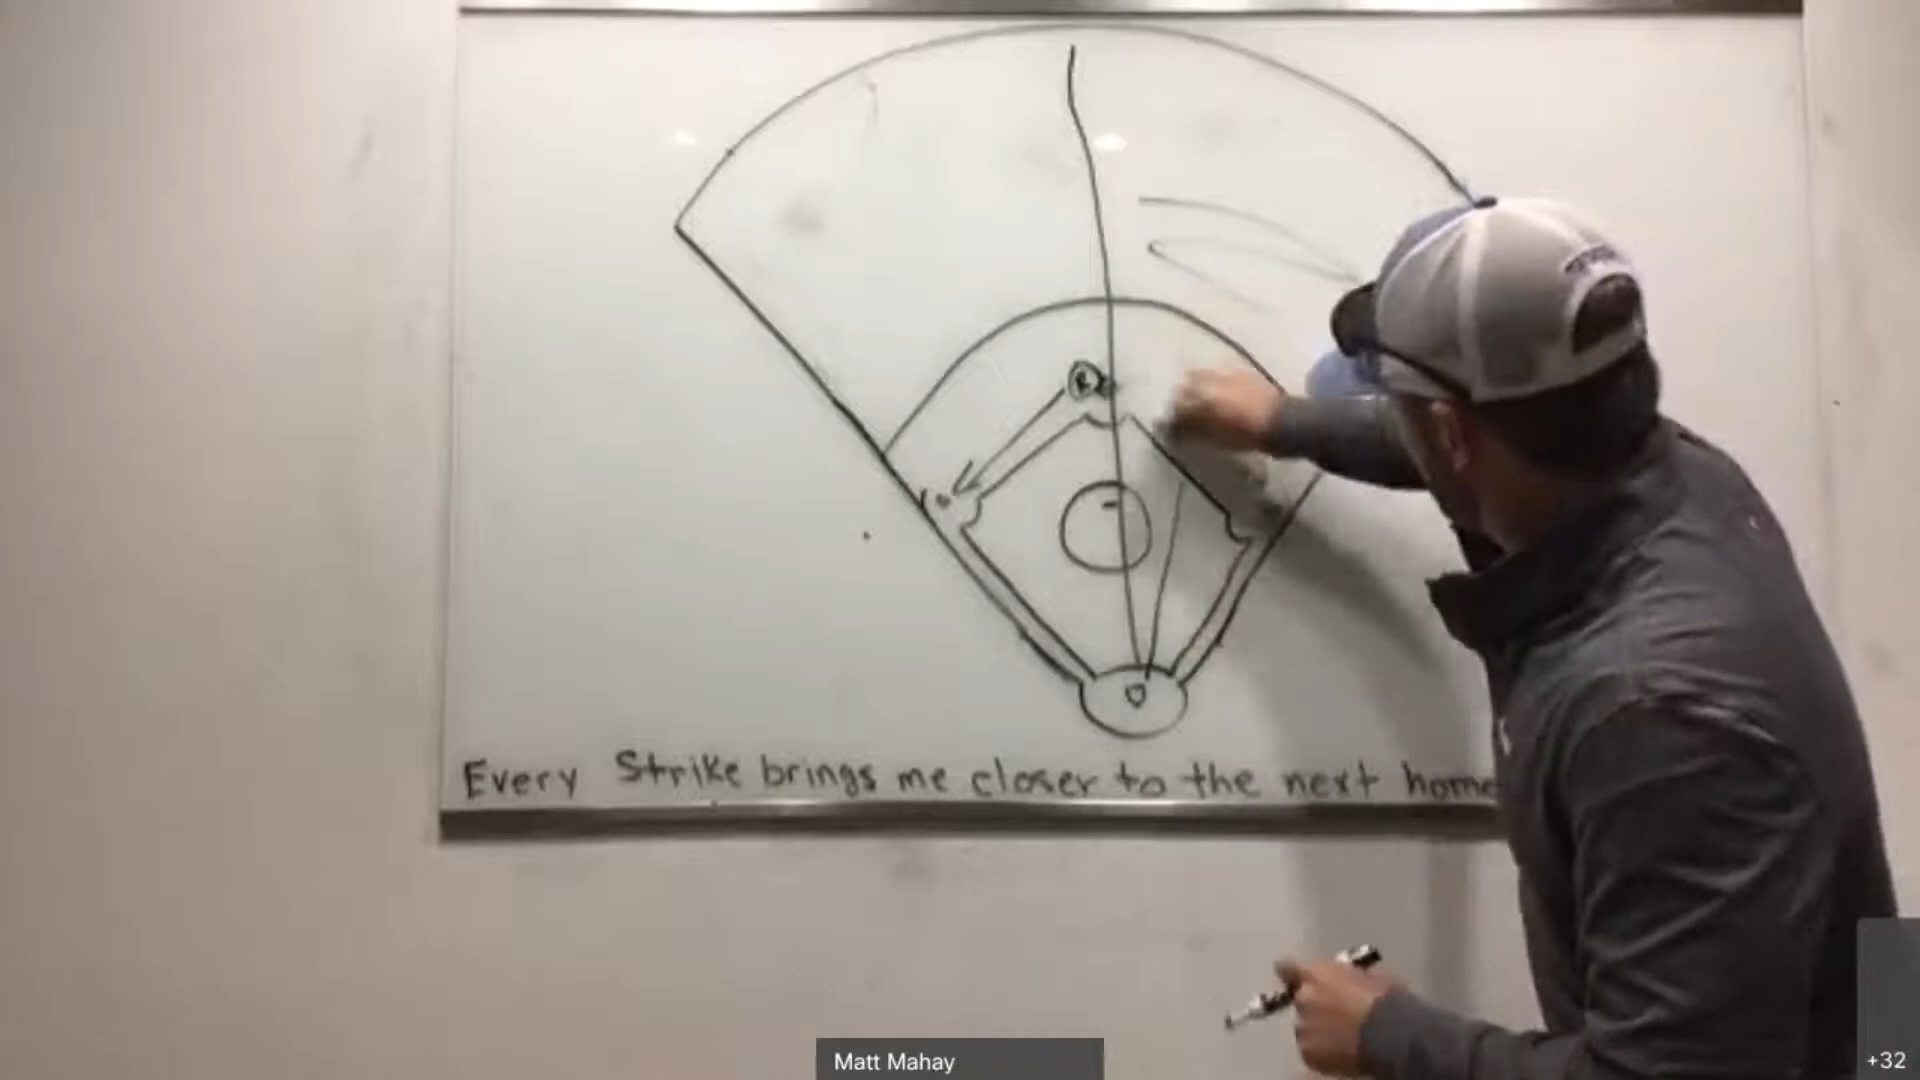 R
Every Strike brings me closer to the next home
Matt Mahay
+32